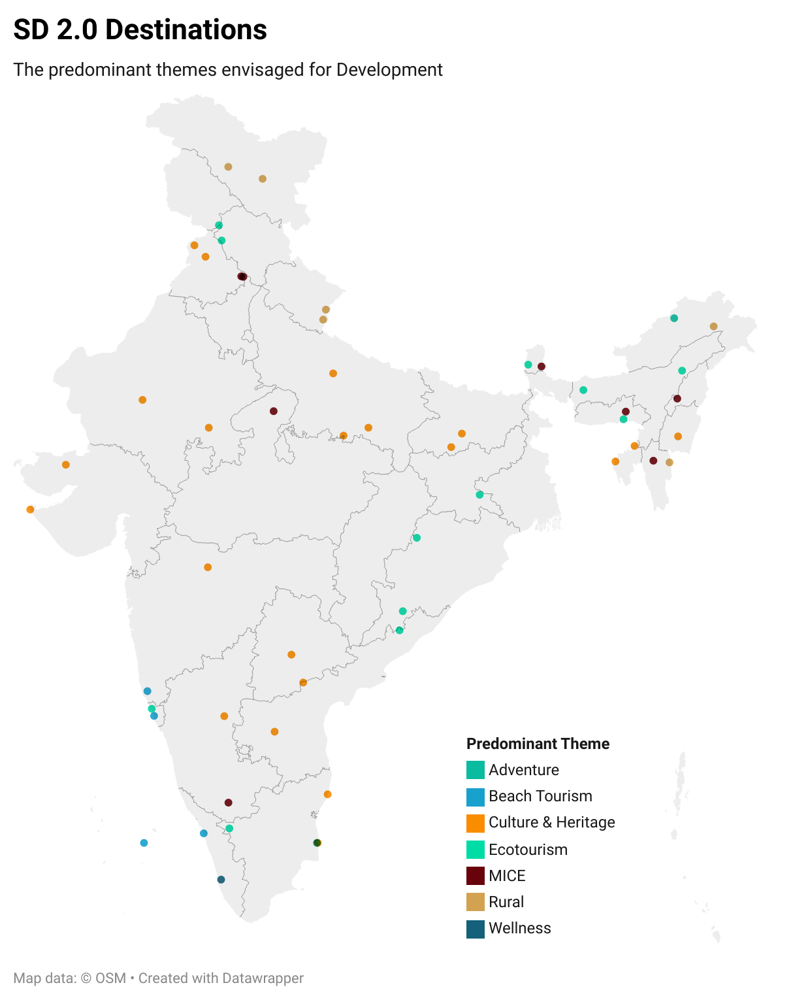 SD 2.0 Destinations
The predominant themes envisaged for Development
Predominant Theme
Adventure
Beach Tourism
Culture & Heritage
Ecotourism
MICE
Rural
Wellness
Map data: © OSM • Created with Datawrapper